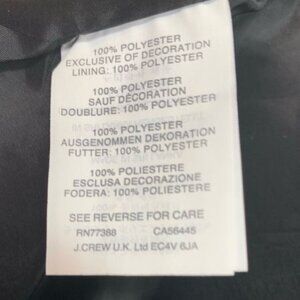 100% POLYESTER
EXCLUSIVE OF DECORATION
LINING: 100% POLYESTER
100% POLYESTER
SAUF DÉCORATION
DOUBLURE: 100% POLYESTER
100% POLYESTER
AUSGENOMMEN DEKORATION
FUTTER: 100% POLYESTER
100% POLIESTERE
ESCLUSA DECORAZIONE
FODERA: 100% POLIESTERE
SEE REVERSE FOR CARE
RN77388 CA56445
J.CREW U.K. Ltd EC4V 6JA